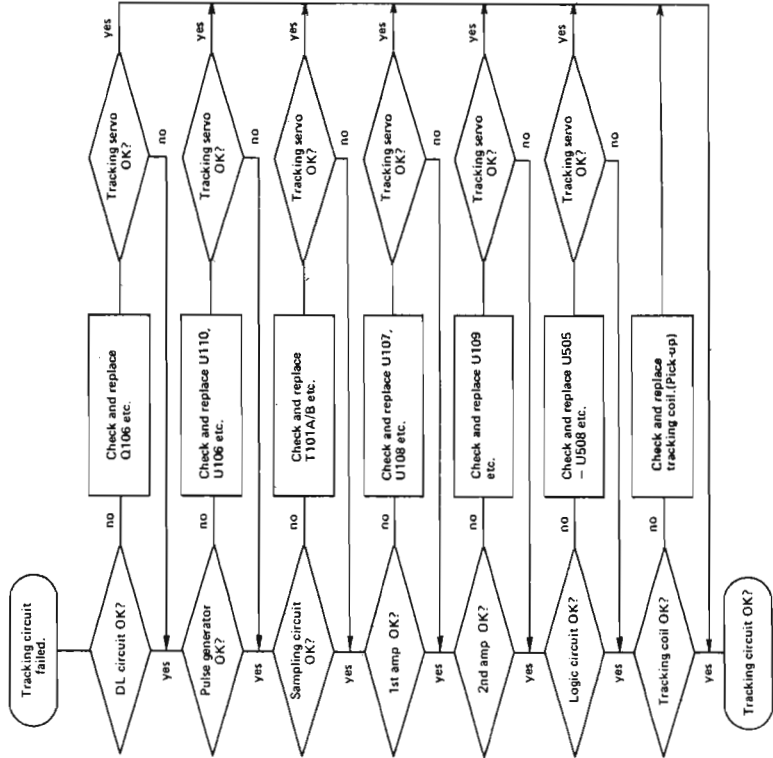 Tracking circuit
failed.
DL circuit OK?
no
Check and replace
Q106 etc.
Tracking servo
OK?
yes
no
yes
Pulse generator
OK?
no
Check and replace U110,
U106 etc.
Tracking servo
OK?
yes
no
yes
Sampling circuit
OK?
no
Check and replace
T101A/B etc.
Tracking servo
OK?
yes
no
yes
1st amp OK?
no
Check and replace U107,
U108 etc.
Tracking servo
OK?
yes
no
yes
2nd amp OK?
no
Check and replace U109
etc.
Tracking servo
OK?
yes
no
yes
Logic circuit OK?
no
Check and replace U505
– U508 etc.
Tracking servo
OK?
yes
no
yes
Tracking coil OK?
no
Check and replace
tracking coil.(Pick-up)
yes
Tracking circuit OK?